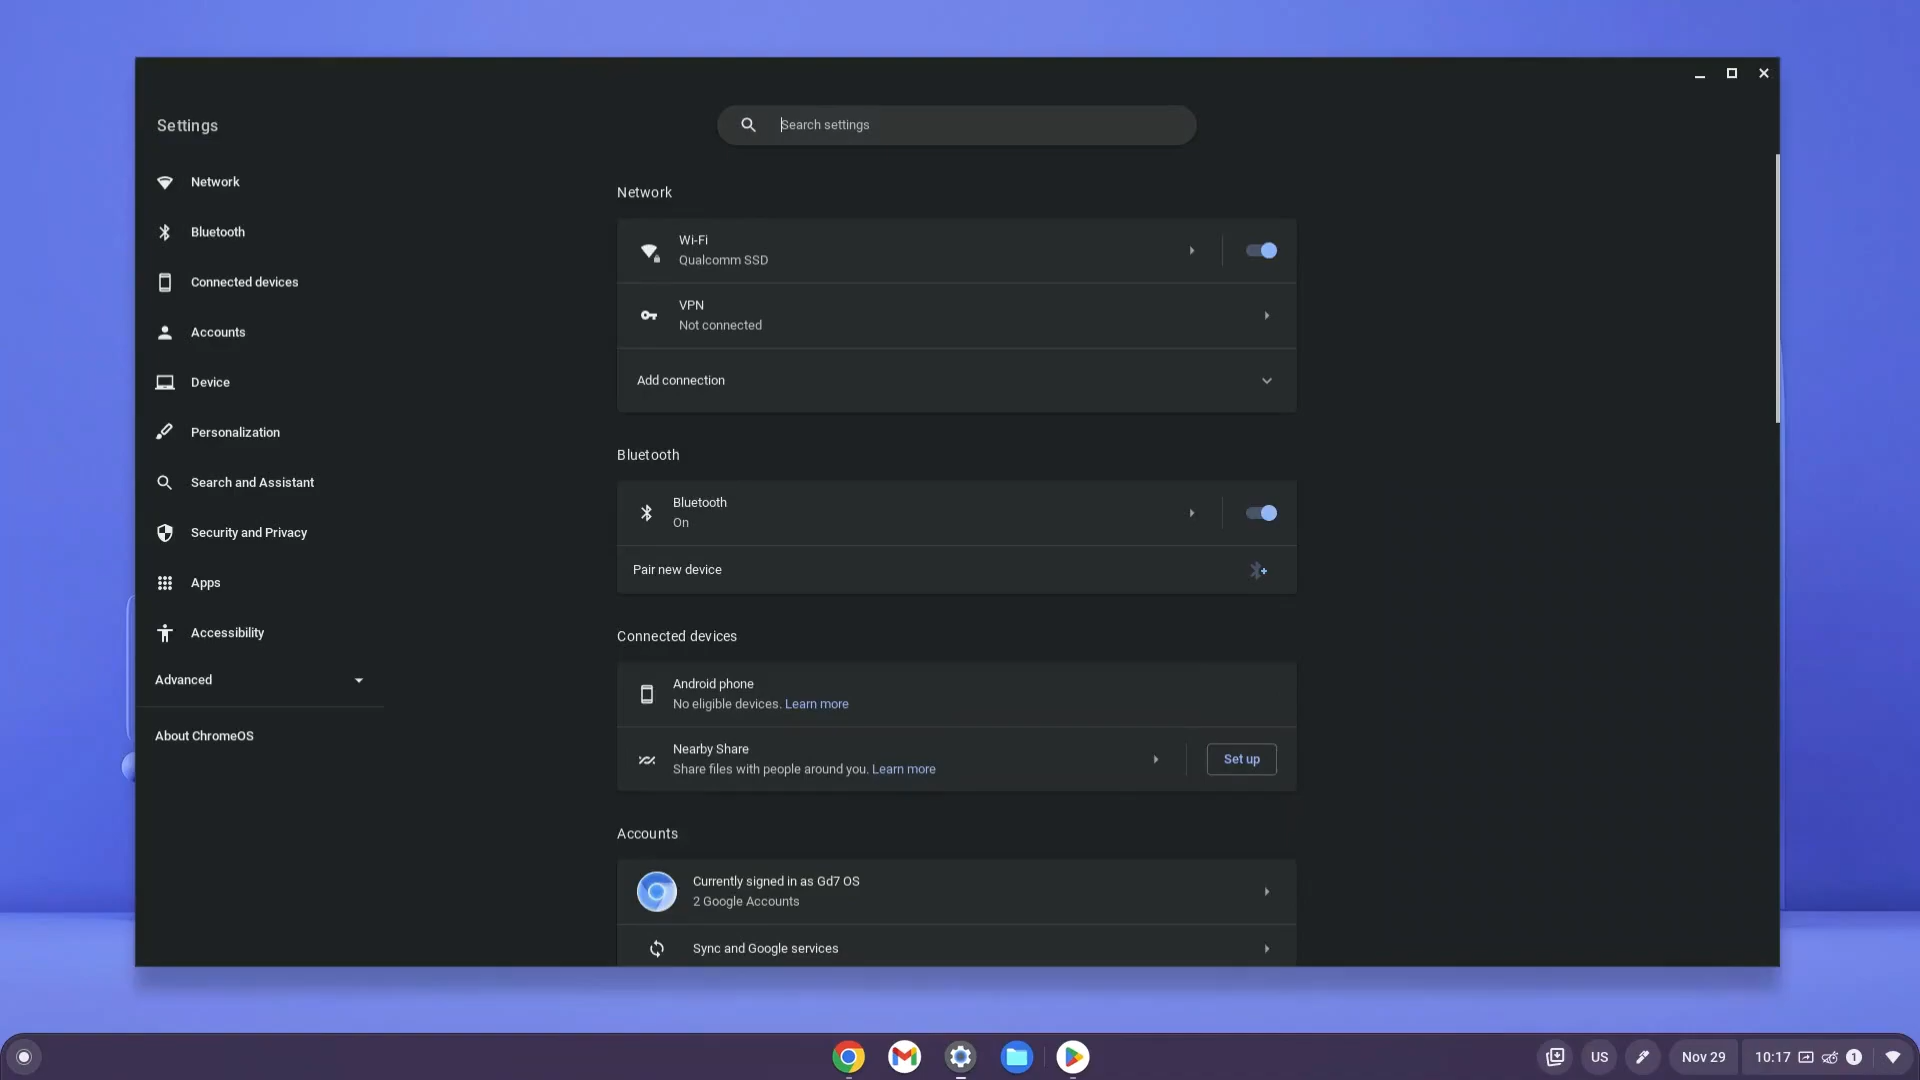 Settings
Search settings
Network
Bluetooth
Connected devices
Accounts
Device
Personalization
Search and Assistant
Security and Privacy
Apps
Accessibility
Advanced
About ChromeOS
Network
Wi-Fi
Qualcomm SSD
VPN
Not connected
Add connection
Bluetooth
Bluetooth
On
Pair new device
Connected devices
Android phone
No eligible devices. Learn more
Nearby Share
Share files with people around you. Learn more
Set up
Accounts
Currently signed in as Gd7 OS
2 Google Accounts
Sync and Google services
US
Nov 29
10:17
1